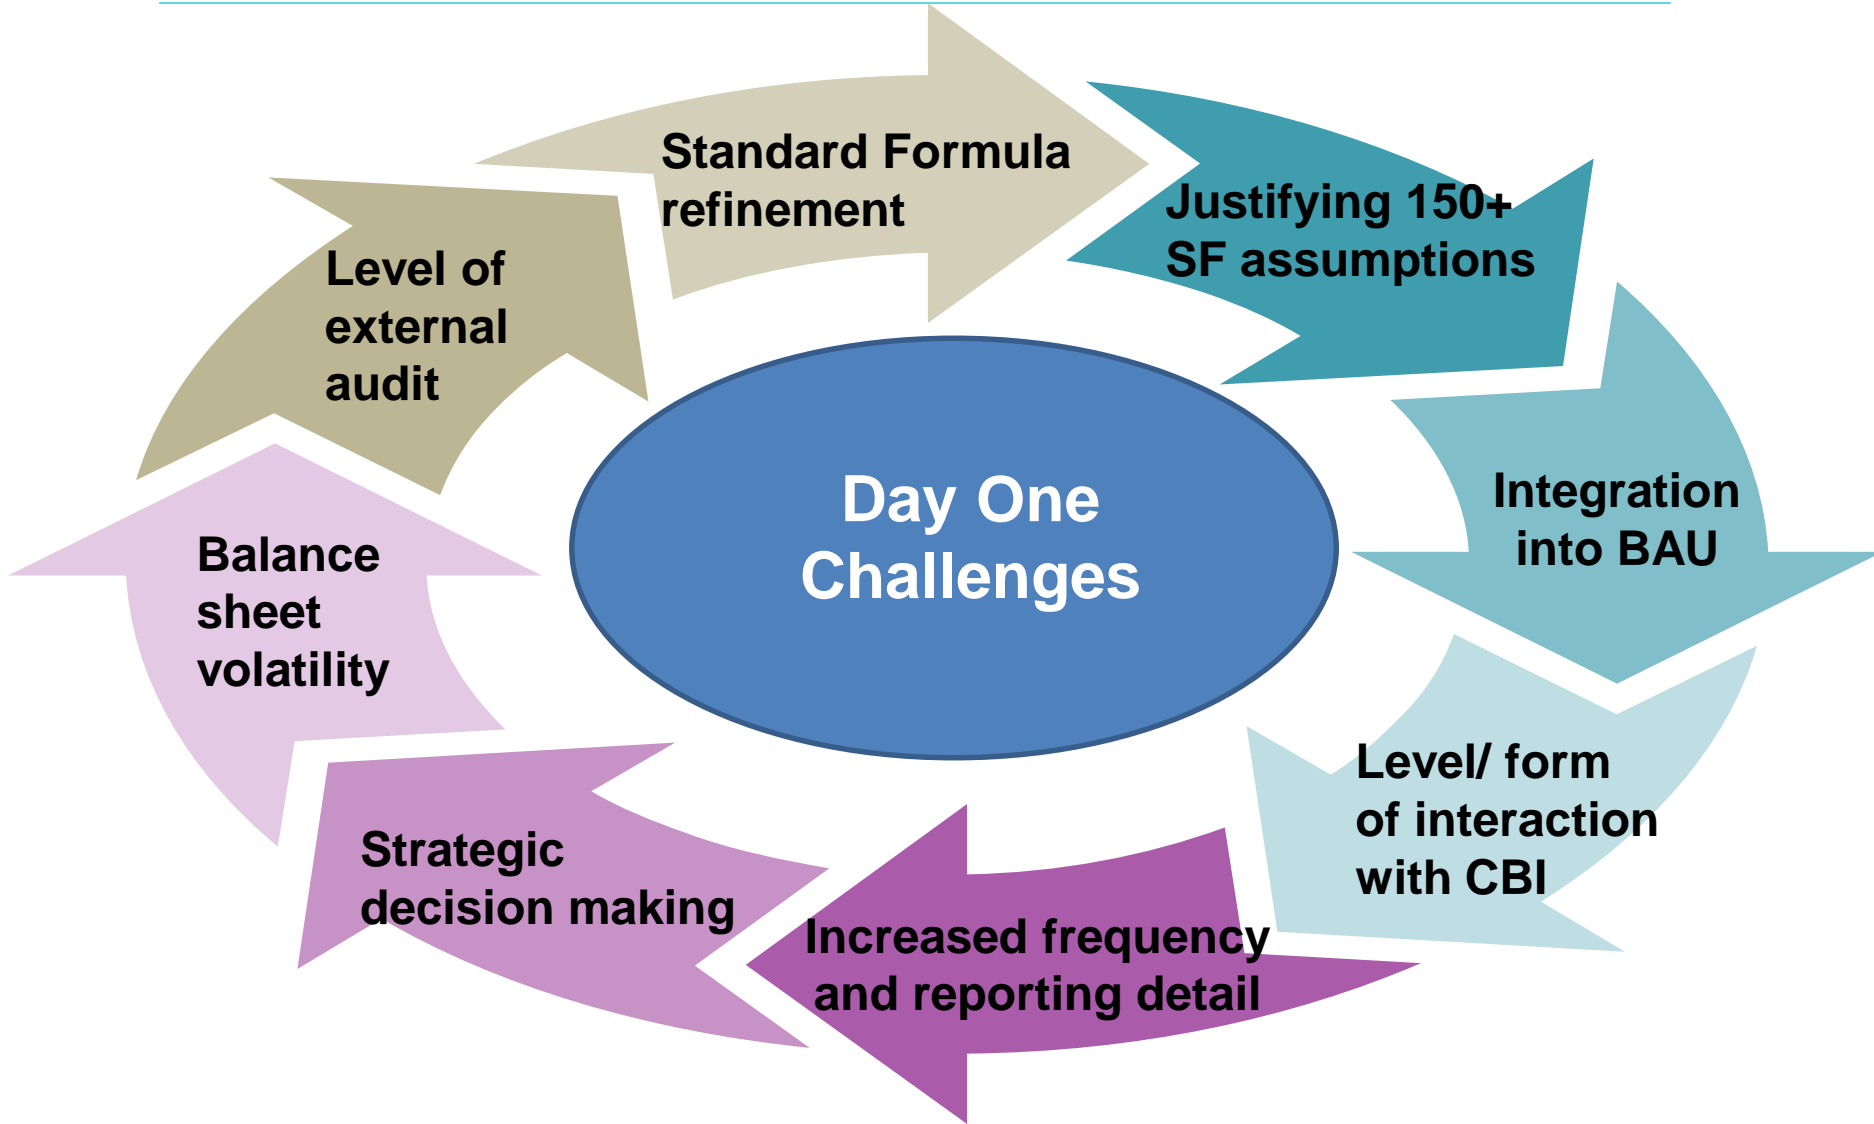 Standard Formula
refinement
Justifying 150+
SF assumptions
Integration
into BAU
Level/ form
of interaction
with CBI
Increased frequency
and reporting detail
Strategic
decision making
Balance
sheet
volatility
Level of
external
audit
Day One
Challenges